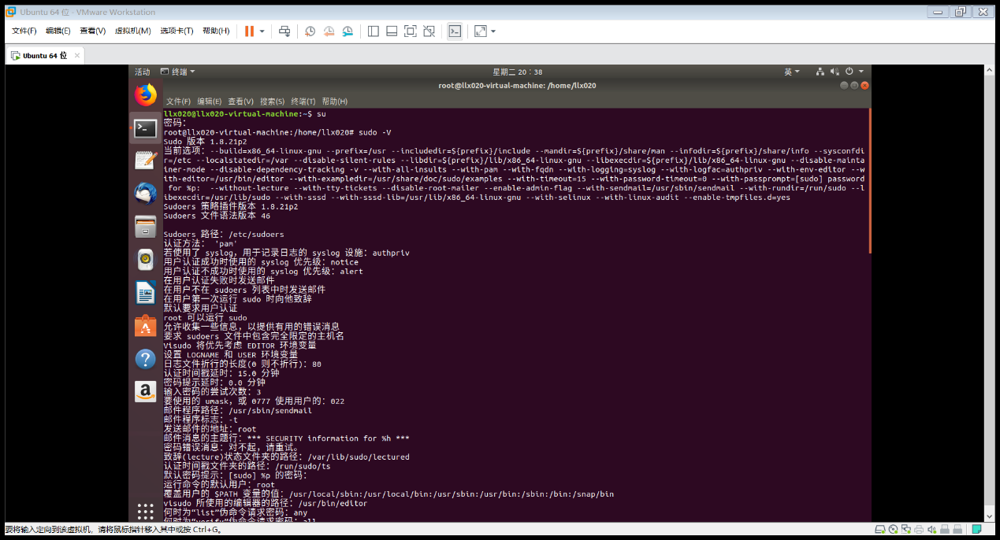 Ubuntu 64 位 - VMware Workstation
文件(F) 编辑(E) 查看(V) 虚拟机(M) 选项卡(T) 帮助(H)
Ubuntu 64 位
活动 终端 星期二 20：38 英
root@llx020-virtual-machine: /home/llx020
文件(F) 编辑(E) 查看(V) 搜索(S) 终端(T) 帮助(H)
llx020@llx020-virtual-machine:~$ su
密码：
root@llx020-virtual-machine:/home/llx020# sudo -V
Sudo 版本 1.8.21p2
当前选项：--build=x86_64-linux-gnu --prefix=/usr --includedir=${prefix}/include --mandir=${prefix}/share/man --infodir=${prefix}/share/info --sysconfdi
r=/etc --localstatedir=/var --disable-silent-rules --libdir=${prefix}/lib/x86_64-linux-gnu --libexecdir=${prefix}/lib/x86_64-linux-gnu --disable-mainta
iner-mode --disable-dependency-tracking -v --with-all-insults --with-pam --with-fqdn --with-logging=syslog --with-logfac=authpriv --with-env-editor --w
ith-editor=/usr/bin/editor --with-exampledir=/usr/share/doc/sudo/examples --with-timeout=15 --with-password-timeout=0 --with-passprompt=[sudo] password
 for %p:  --without-lecture --with-tty-tickets --disable-root-mailer --enable-admin-flag --with-sendmail=/usr/sbin/sendmail --with-rundir=/run/sudo --l
ibexecdir=/usr/lib/sudo --with-sssd --with-sssd-lib=/usr/lib/x86_64-linux-gnu --with-selinux --with-linux-audit --enable-tmpfiles.d=yes
Sudoers 策略插件版本 1.8.21p2
Sudoers 文件语法版本 46
Sudoers 路径：/etc/sudoers
认证方法： 'pam'
若使用了 syslog，用于记录日志的 syslog 设施：authpriv
用户认证成功时使用的 syslog 优先级：notice
用户认证不成功时使用的 syslog 优先级：alert
在用户认证失败时发送邮件
在用户不在 sudoers 列表中时发送邮件
在用户第一次运行 sudo 时向他致辞
默认要求用户认证
root 可以运行 sudo
允许收集一些信息，以提供有用的错误消息
要求 sudoers 文件中包含完全限定的主机名
Visudo 将优先考虑 EDITOR 环境变量
设置 LOGNAME 和 USER 环境变量
日志文件折行的长度(0 则不折行)：80
认证时间戳延时：15.0 分钟
密码提示延时：0.0 分钟
输入密码的尝试次数：3
要使用的 umask，或 0777 使用用户的：022
邮件程序路径：/usr/sbin/sendmail
邮件程序标志：-t
发送邮件的地址：root
邮件消息的主题行：*** SECURITY information for %h ***
密码错误消息：对不起，请重试。
致辞(lecture)状态文件夹的路径：/var/lib/sudo/lectured
认证时间戳文件夹的路径：/run/sudo/ts
默认密码提示：[sudo] %p 的密码：
运行命令的默认用户：root
覆盖用户的 $PATH 变量的值：/usr/local/sbin:/usr/local/bin:/usr/sbin:/usr/bin:/sbin:/bin:/snap/bin
visudo 所使用的编辑器的路径：/usr/bin/editor
何时为“list”伪命令请求密码：any
何时为“verify”伪命令请求密码：all
要将输入定向到该虚拟机，请将鼠标指针移入其中或按 Ctrl+G。